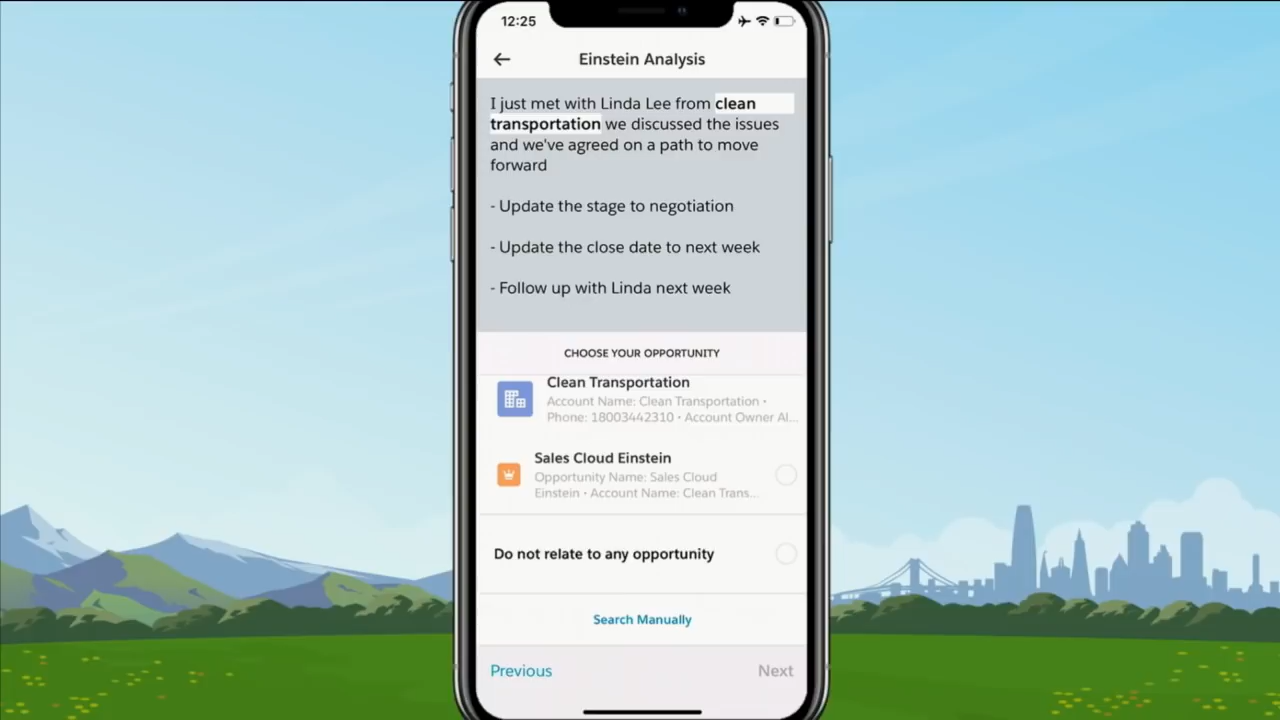 12:25
Einstein Analysis
I just met with Linda Lee from clean
transportation we discussed the issues
and we've agreed on a path to move
forward
- Update the stage to negotiation
- Update the close date to next week
- Follow up with Linda next week
CHOOSE YOUR OPPORTUNITY
Clean Transportation
Account Name: Clean Transportation •
Phone: 18003442310 • Account Owner Al...
Sales Cloud Einstein
Opportunity Name: Sales Cloud
Einstein • Account Name: Clean Trans...
Do not relate to any opportunity
Search Manually
Previous
Next